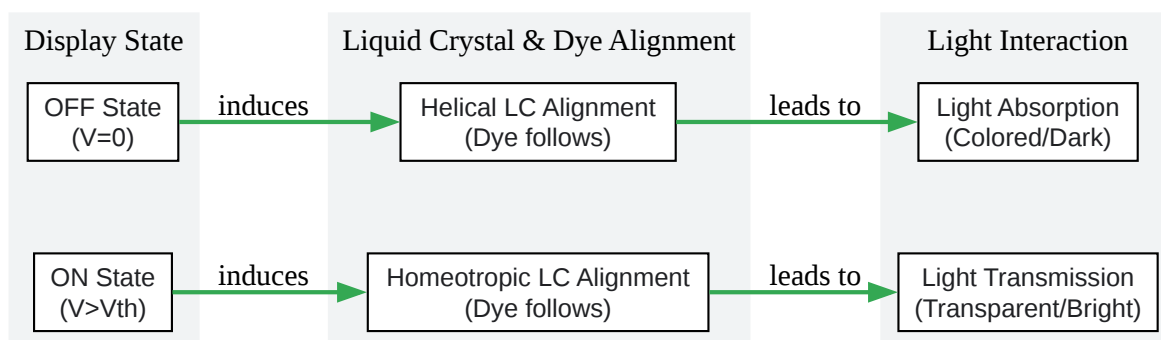 Display State
Liquid Crystal & Dye Alignment
Light Interaction
OFF State
(V=0)
induces
Helical LC Alignment
(Dye follows)
leads to
Light Absorption
(Colored/Dark)
ON State
(V>Vth)
induces
Homeotropic LC Alignment
(Dye follows)
leads to
Light Transmission
(Transparent/Bright)